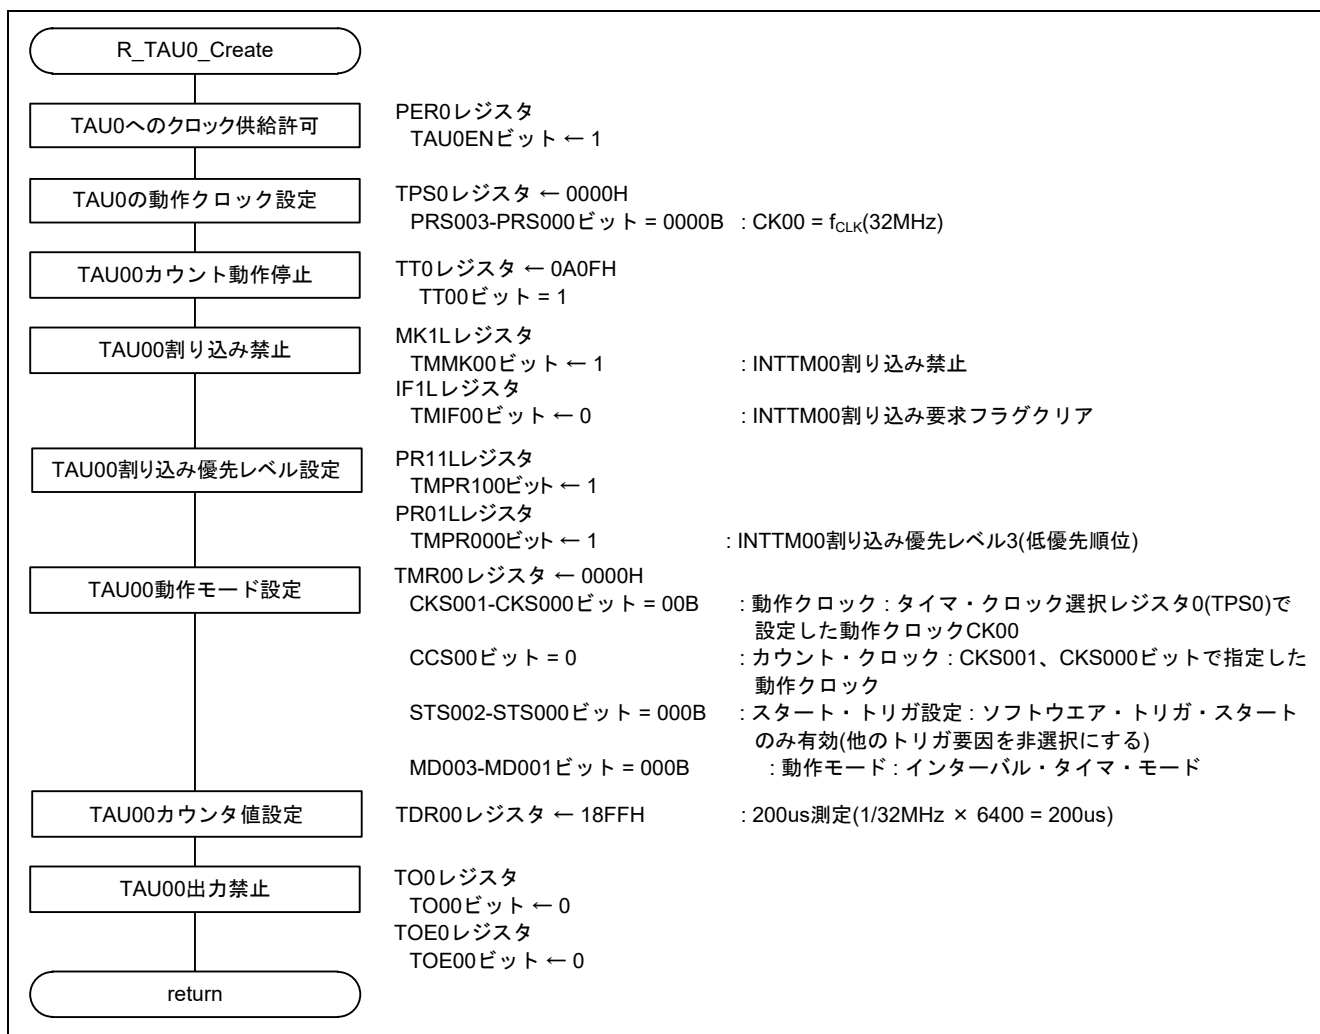 R_TAU0_Create
TAU0へのクロック供給許可
PER0レジスタ
TAU0ENビット ← 1
TAU0の動作クロック設定
TPS0レジスタ ← 0000H
PRS003-PRS000ビット = 0000B : CK00 = fCLK(32MHz)
TAU00カウント動作停止
TT0レジスタ ← 0A0FH
TT00ビット = 1
TAU00割り込み禁止
MK1Lレジスタ
TMMK00ビット ← 1 : INTTM00割り込み禁止
IF1Lレジスタ
TMIF00ビット ← 0 : INTTM00割り込み要求フラグクリア
TAU00割り込み優先レベル設定
PR11Lレジスタ
TMPR100ビット ← 1
PR01Lレジスタ
TMPR000ビット ← 1 : INTTM00割り込み優先レベル3(低優先順位)
TAU00動作モード設定
TMR00レジスタ ← 0000H
CKS001-CKS000ビット = 00B : 動作クロック : タイマ・クロック選択レジスタ0(TPS0)で
設定した動作クロックCK00
CCS00ビット = 0 : カウント・クロック : CKS001、CKS000ビットで指定した
動作クロック
STS002-STS000ビット = 000B : スタート・トリガ設定 : ソフトウエア・トリガ・スタート
のみ有効(他のトリガ要因を非選択にする)
MD003-MD001ビット = 000B : 動作モード : インターバル・タイマ・モード
TAU00カウンタ値設定
TDR00レジスタ ← 18FFH : 200us測定(1/32MHz × 6400 = 200us)
TAU00出力禁止
TO0レジスタ
TO00ビット ← 0
TOE0レジスタ
TOE00ビット ← 0
return